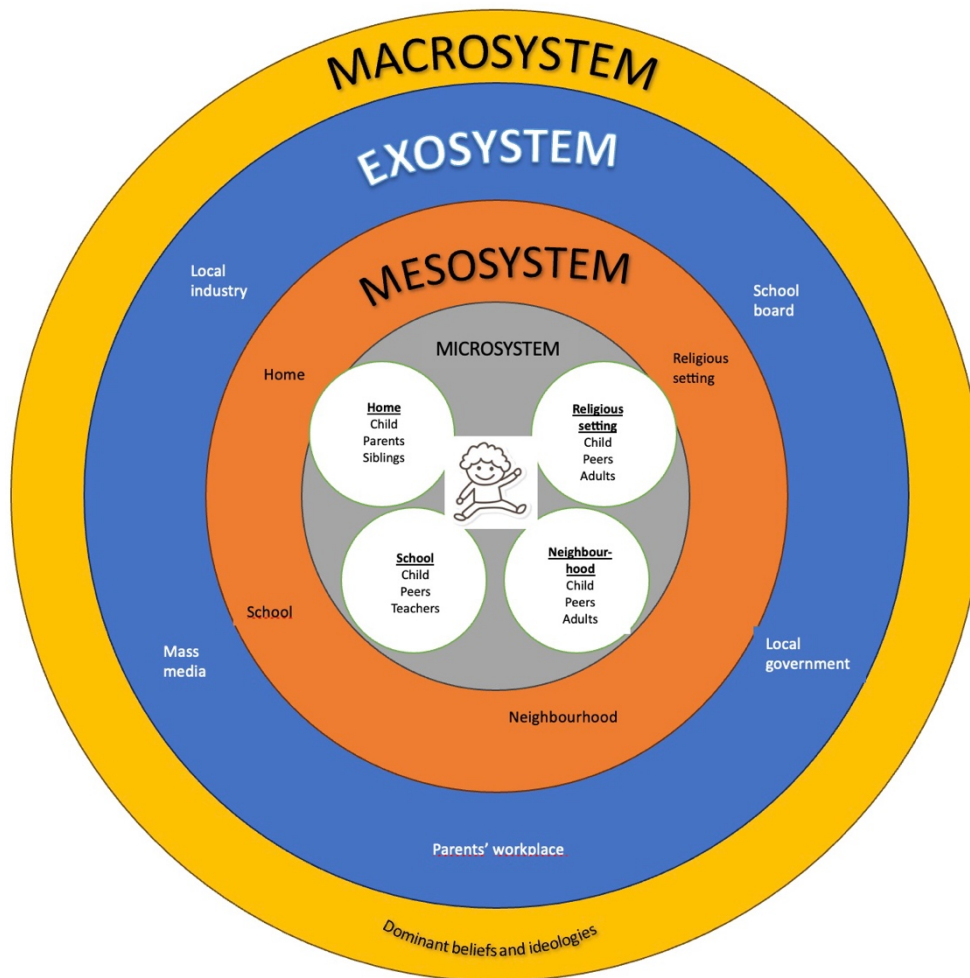 MACROSYSTEM
EXOSYSTEM
MESOSYSTEM
MICROSYSTEM
Local
industry
School
board
Home
Religious
setting
Home
Child
Parents
Siblings
Religious
setting
Child
Peers
Adults
School
Child
Peers
Teachers
Neighbour-
hood
Child
Peers
Adults
School
Mass
media
Local
government
Neighbourhood
Parents’ workplace
Dominant beliefs and ideologies